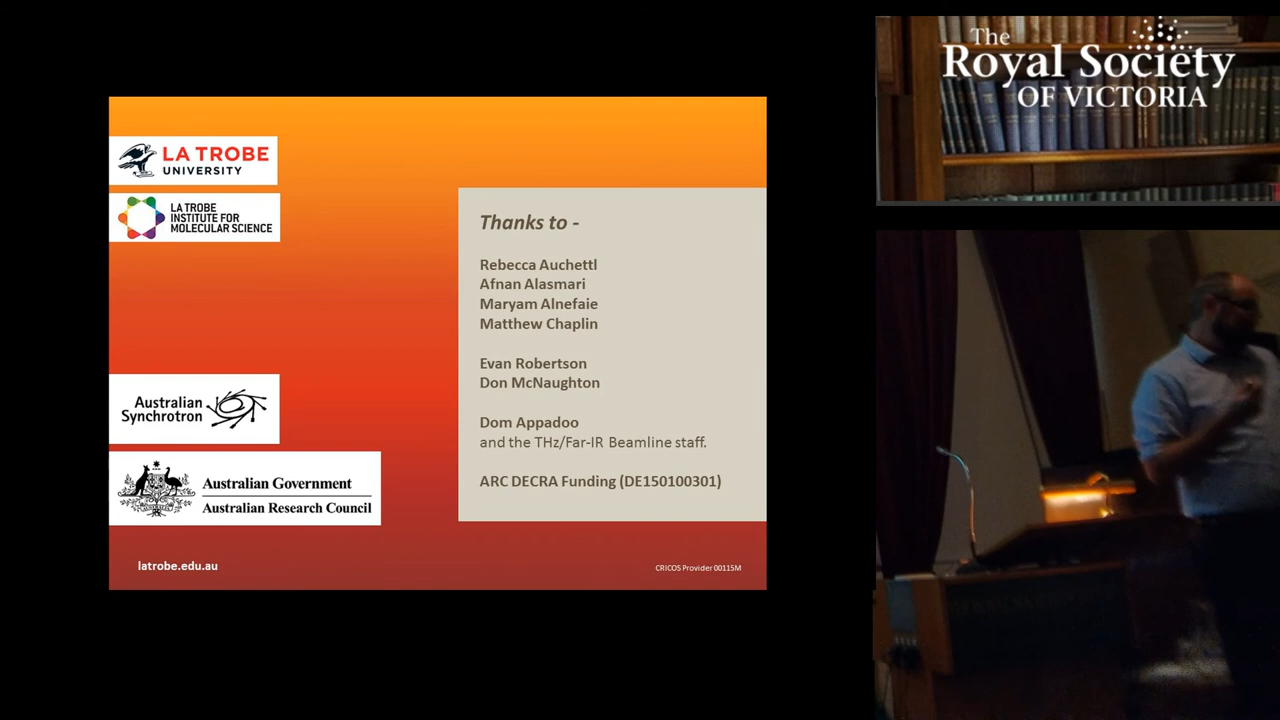 The
Royal Society
OF VICTORIA
LA TROBE
UNIVERSITY
LA TROBE
INSTITUTE FOR
MOLECULAR SCIENCE
Thanks to -
Rebecca Auchettl
Afnan Alasmari
Maryam Alnefaie
Matthew Chaplin
Evan Robertson
Don McNaughton
Dom Appadoo
and the THz/Far-IR Beamline staff.
ARC DECRA Funding (DE150100301)
Australian
Synchrotron
Australian Government
Australian Research Council
latrobe.edu.au
CRICOS Provider 00115M